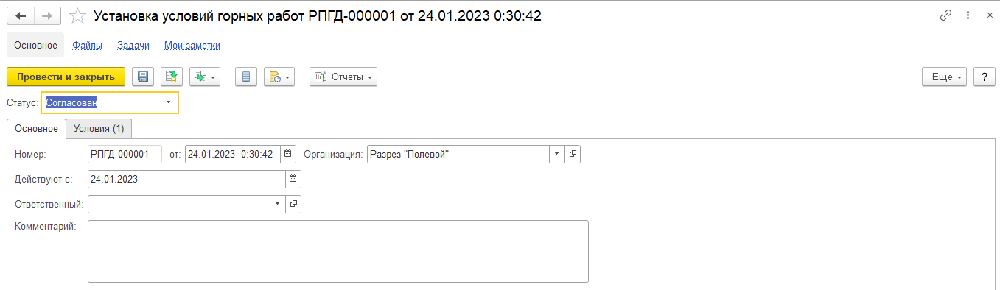 Установка условий горных работ РПГД-000001 от 24.01.2023 0:30:42
Основное Файлы Задачи Мои заметки
Провести и закрыть Отчеты Еще ?
Статус: Согласован
Основное Условия (1)
Номер: РПГД-000001 от: 24.01.2023 0:30:42 Организация: Разрез "Полевой"
Действуют с: 24.01.2023
Ответственный:
Комментарий: